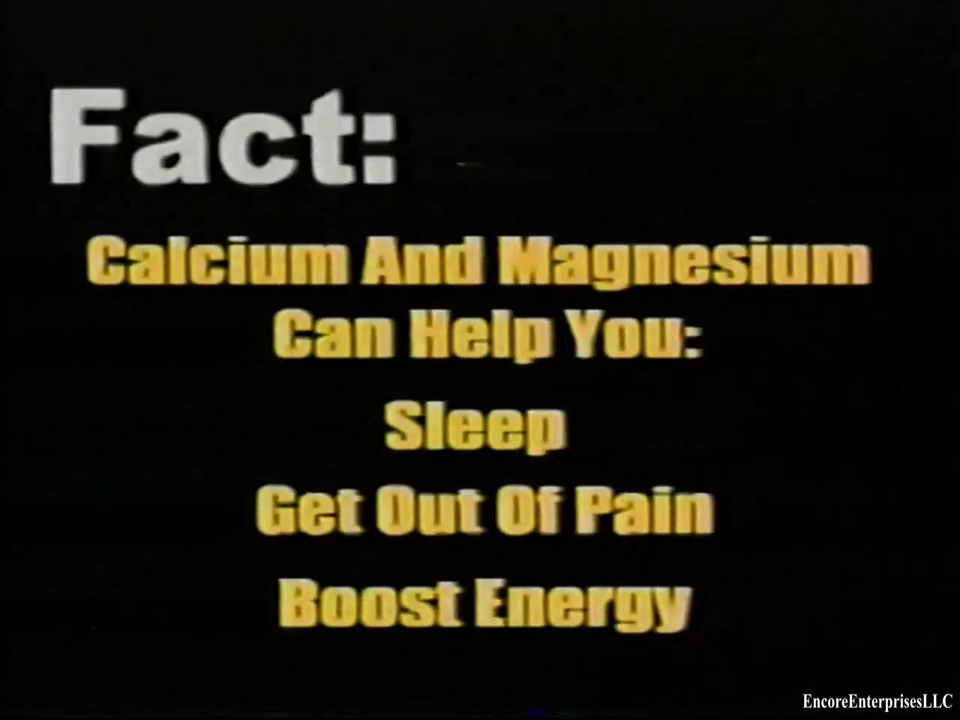 Fact:
Calcium And Magnesium
Can Help You:
Sleep
Get Out Of Pain
Boost Energy
EncoreEnterprisesLLC